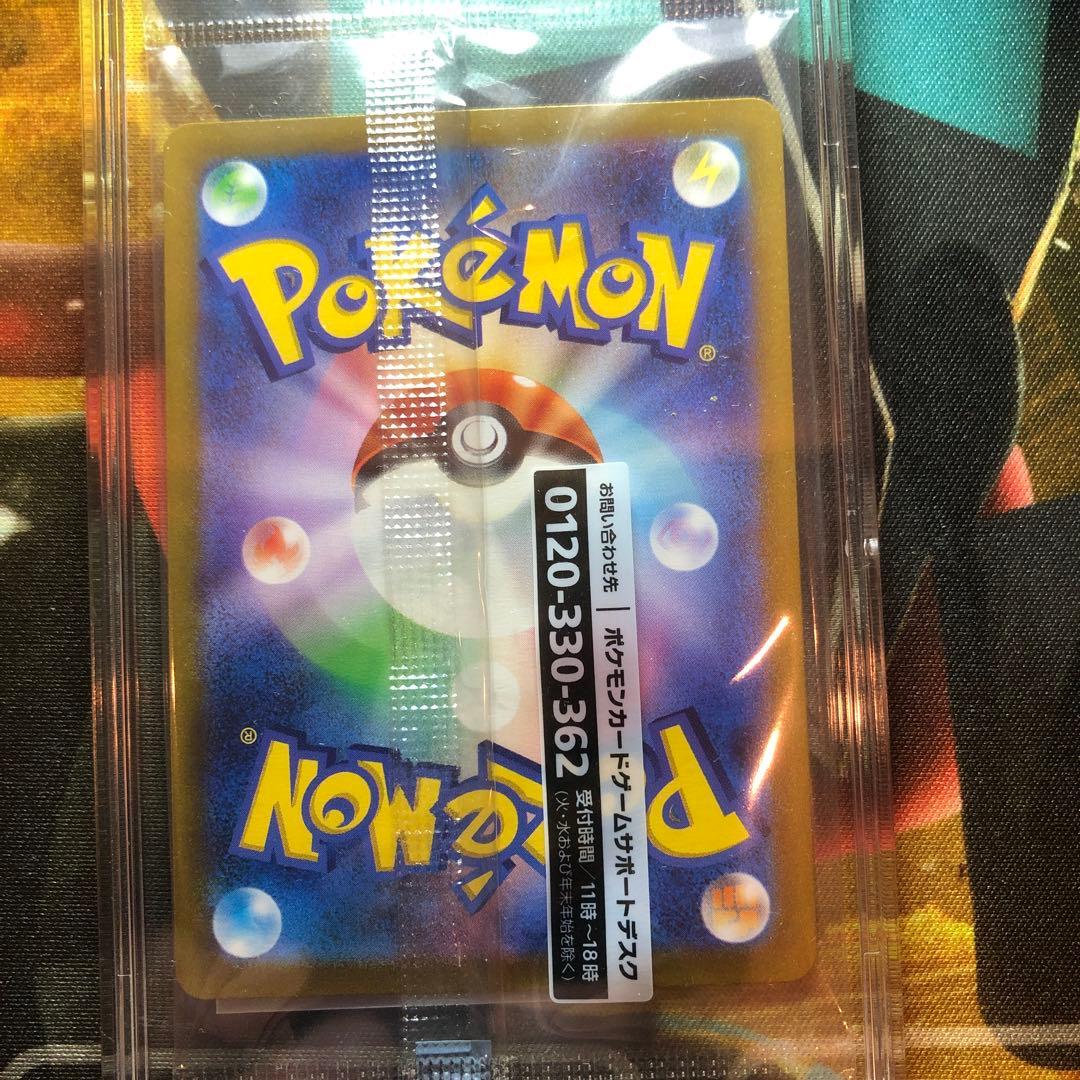 POKéMON
®
お問い合わせ先 | ポケモンカードゲームサポートデスク
0120-330-362 受付時間/11時~18時
(火・水および年末年始を除く)
POKéMON
®